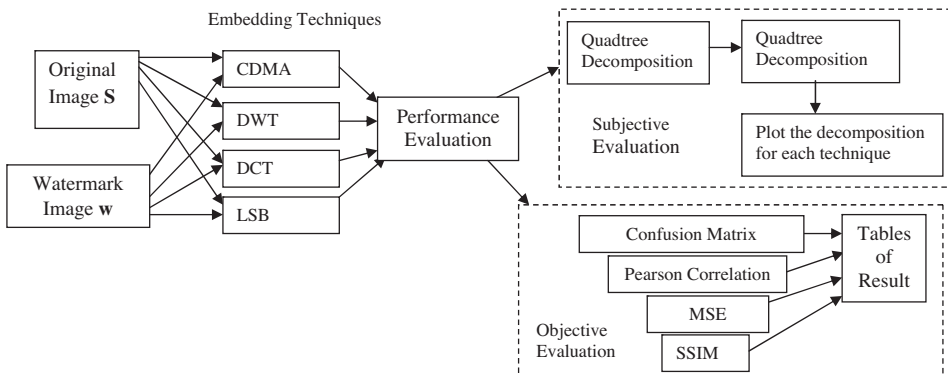 Embedding Techniques
Original
Image S
Watermark
Image w
CDMA
DWT
DCT
LSB
Performance
Evaluation
Quadtree
Decomposition
Quadtree
Decomposition
Plot the decomposition
for each technique
Subjective
Evaluation
Confusion Matrix
Pearson Correlation
MSE
SSIM
Tables
of
Result
Objective
Evaluation